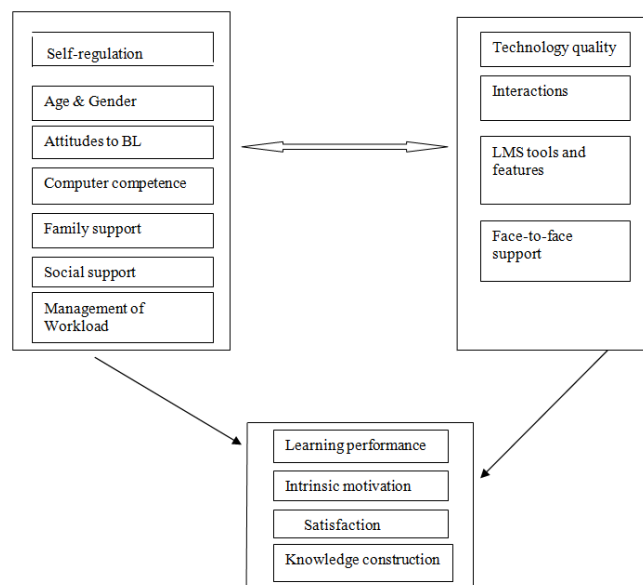 Self-regulation
Age & Gender
Attitudes to BL
Computer competence
Family support
Social support
Management of
Workload
Technology quality
Interactions
LMS tools and
features
Face-to-face
support
Learning performance
Intrinsic motivation
Satisfaction
Knowledge construction